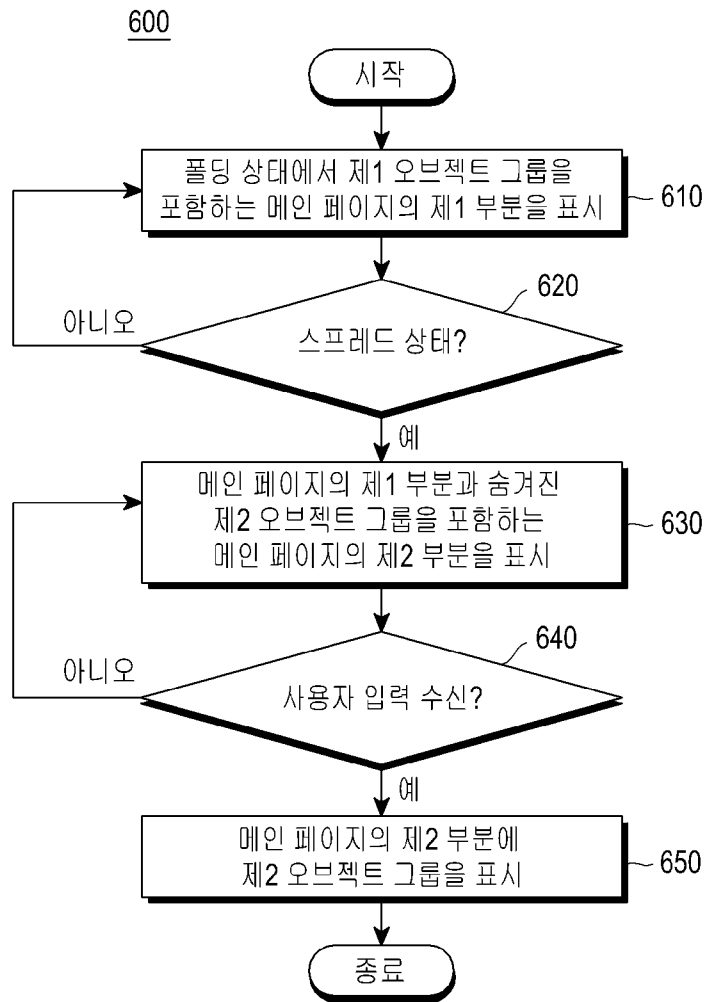 600
시작
폴딩 상태에서 제1 오브젝트 그룹을
포함하는 메인 페이지의 제1 부분을 표시
610
620
아니오
스프레드 상태?
예
메인 페이지의 제1 부분과 숨겨진
제2 오브젝트 그룹을 포함하는
메인 페이지의 제2 부분을 표시
630
640
아니오
사용자 입력 수신?
예
메인 페이지의 제2 부분에
제2 오브젝트 그룹을 표시
650
종료